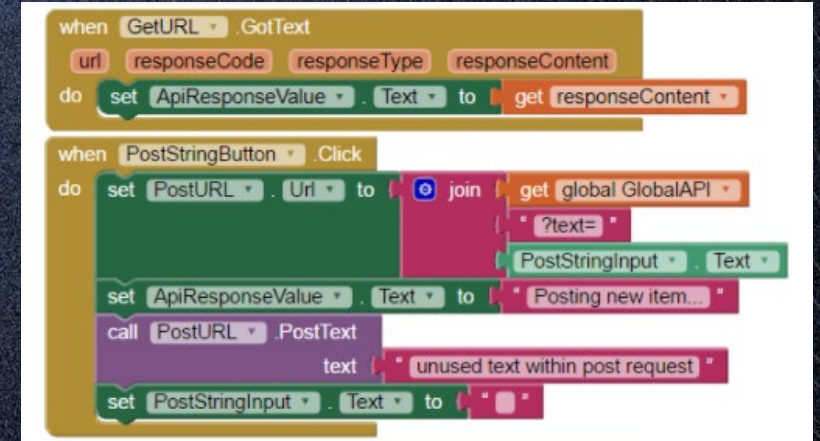 when GetURL .GotText
url responseCode responseType responseContent
do set ApiResponseValue . Text to get responseContent
when PostStringButton .Click
do set PostURL . Url to join get global GlobalAPI
" ?text= "
PostStringInput . Text
set ApiResponseValue . Text to " Posting new item... "
call PostURL .PostText
text " unused text within post request "
set PostStringInput . Text to " "